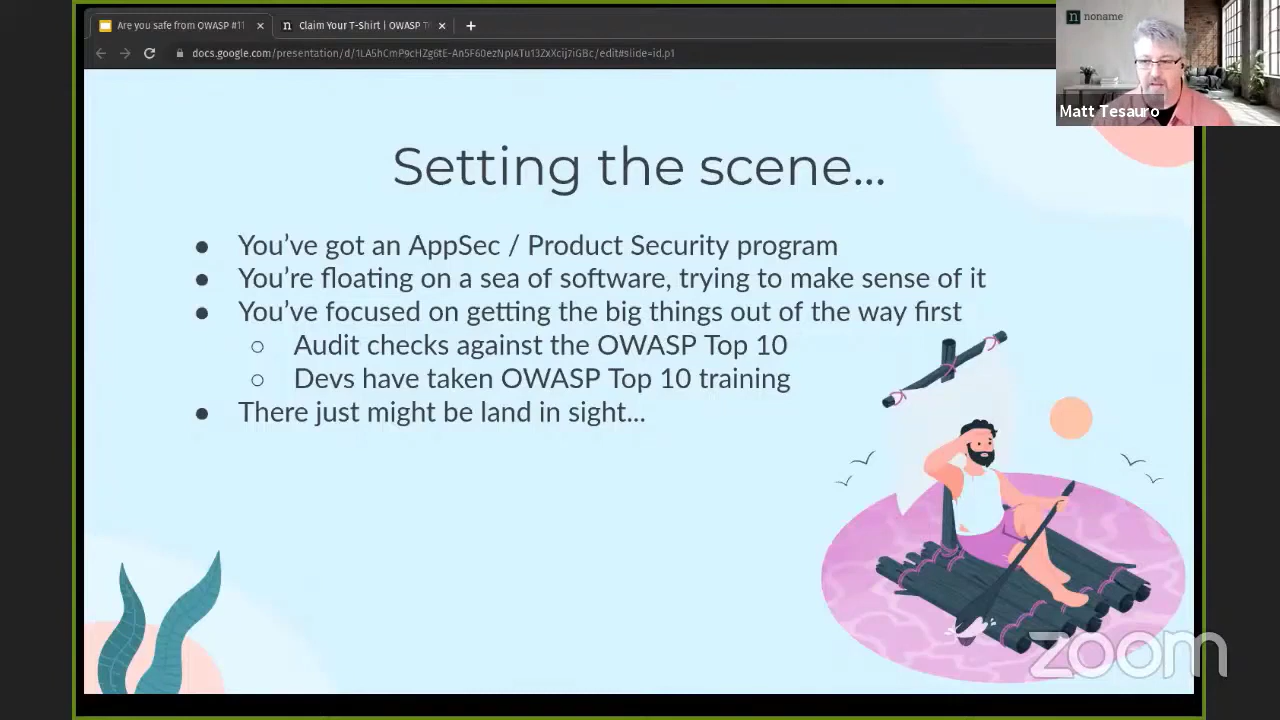 Are you safe from OWASP #11
Claim Your T-Shirt | OWASP T
docs.google.com/presentation/d/
/edit#slide=id.p1
noname
Matt Tesauro
Setting the scene...
● You've got an AppSec / Product Security program
● You're floating on a sea of software, trying to make sense of it
● You've focused on getting the big things out of the way first
○ Audit checks against the OWASP Top 10
○ Devs have taken OWASP Top 10 training
● There just might be land in sight...
zoom